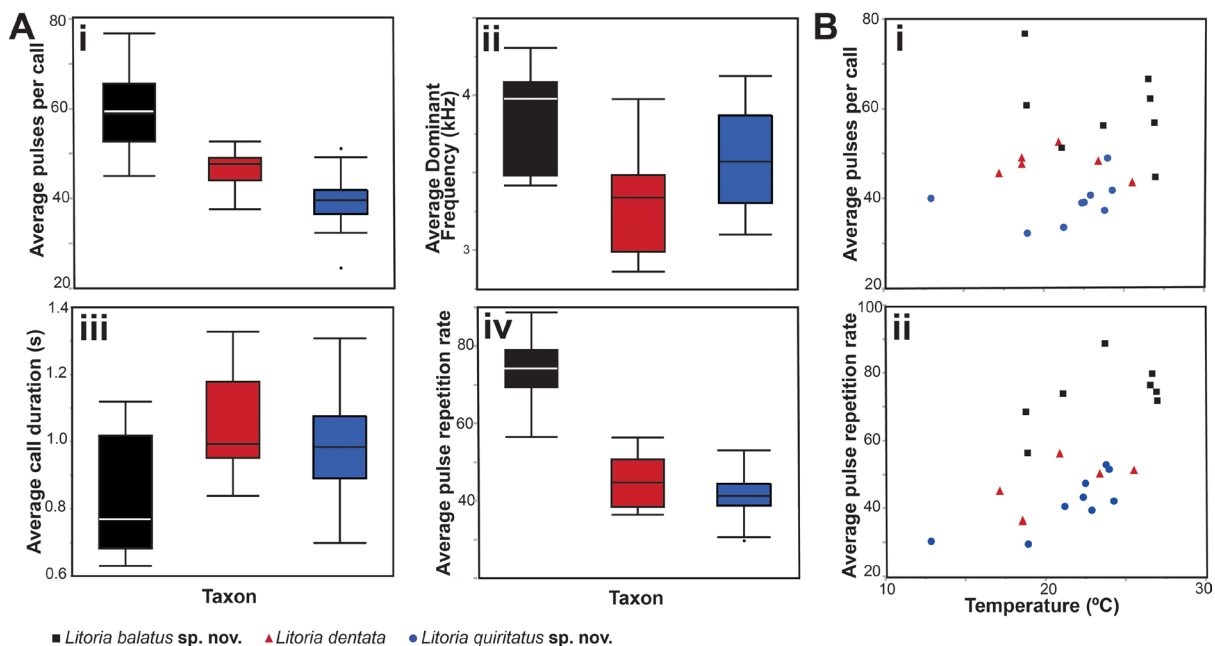 A
i
Average pulses per call
80
60
40
20
ii
Average Dominant
Frequency (kHz)
4
3
iii
Average call duration (s)
1.4
1.2
1.0
0.8
0.6
iv
Average pulse repetition rate
80
60
40
Taxon
Taxon
B
i
Average pulses per call
80
60
40
20
ii
Average pulse repetition rate
100
80
60
40
20
10
20
30
Temperature (ºC)
Litoria balatus sp. nov. Litoria dentata Litoria quiritatus sp. nov.